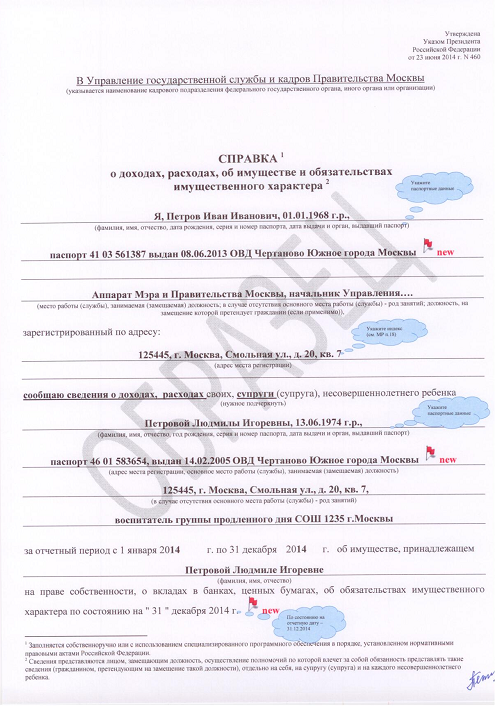 Утверждена
Указом Президента
Российской Федерации
от 23 июня 2014 г. N 460
В Управление государственной службы и кадров Правительства Москвы
(указывается наименование кадрового подразделения федерального государственного органа, иного органа или организации)
СПРАВКА 1
о доходах, расходах, об имуществе и обязательствах
имущественного характера 2
Укажите
паспортные данные
Я, Петров Иван Иванович, 01.01.1968 г.р.,
(фамилия, имя, отчество, дата рождения, серия и номер паспорта, дата выдачи и орган, выдавший паспорт)
паспорт 41 03 561387 выдан 08.06.2013 ОВД Чертаново Южное города Москвы new
Аппарат Мэра и Правительства Москвы, начальник Управления….
(место работы (службы), занимаемая (замещаемая) должность; в случае отсутствия основного места работы (службы) - род занятий; должность, на
замещение которой претендует гражданин (если применимо)),
зарегистрированный по адресу:
Укажите индекс
(см. МР п 18)
125445, г. Москва, Смольная ул., д. 20, кв. 7
(адрес места регистрации)
сообщаю сведения о доходах, расходах своих, супруги (супруга), несовершеннолетнего ребенка
(нужное подчеркнуть)
Укажите
паспортные данные
Петровой Людмилы Игоревны, 13.06.1974 г.р.,
(фамилия, имя, отчество, год рождения, серия и номер паспорта, дата выдачи и орган, выдавший паспорт)
паспорт 46 01 583654, выдан 14.02.2005 ОВД Чертаново Южное города Москвы new
(адрес места регистрации, основное место работы (службы), занимаемая (замещаемая) должность)
125445, г. Москва, Смольная ул., д. 20, кв. 7,
(в случае отсутствия основного места работы (службы) - род занятий)
воспитатель группы продленного дня СОШ 1235 г.Москвы
за отчетный период с 1 января 2014 г. по 31 декабря 2014 г. об имуществе, принадлежащем
Петровой Людмиле Игоревне
(фамилия, имя, отчество)
на праве собственности, о вкладах в банках, ценных бумагах, об обязательствах имущественного
характера по состоянию на " 31 " декабря 2014 г. new
По состоянию на
отчетную дату –
31.12.2014
1 Заполняется собственноручно или с использованием специализированного программного обеспечения в порядке, установленном нормативными
правовыми актами Российской Федерации.
2 Сведения представляются лицом, замещающим должность, осуществление полномочий по которой влечет за собой обязанность представлять такие
сведения (гражданином, претендующим на замещение такой должности), отдельно на себя, на супругу (супруга) и на каждого несовершеннолетнего
ребенка.
ОБРАЗЕЦ